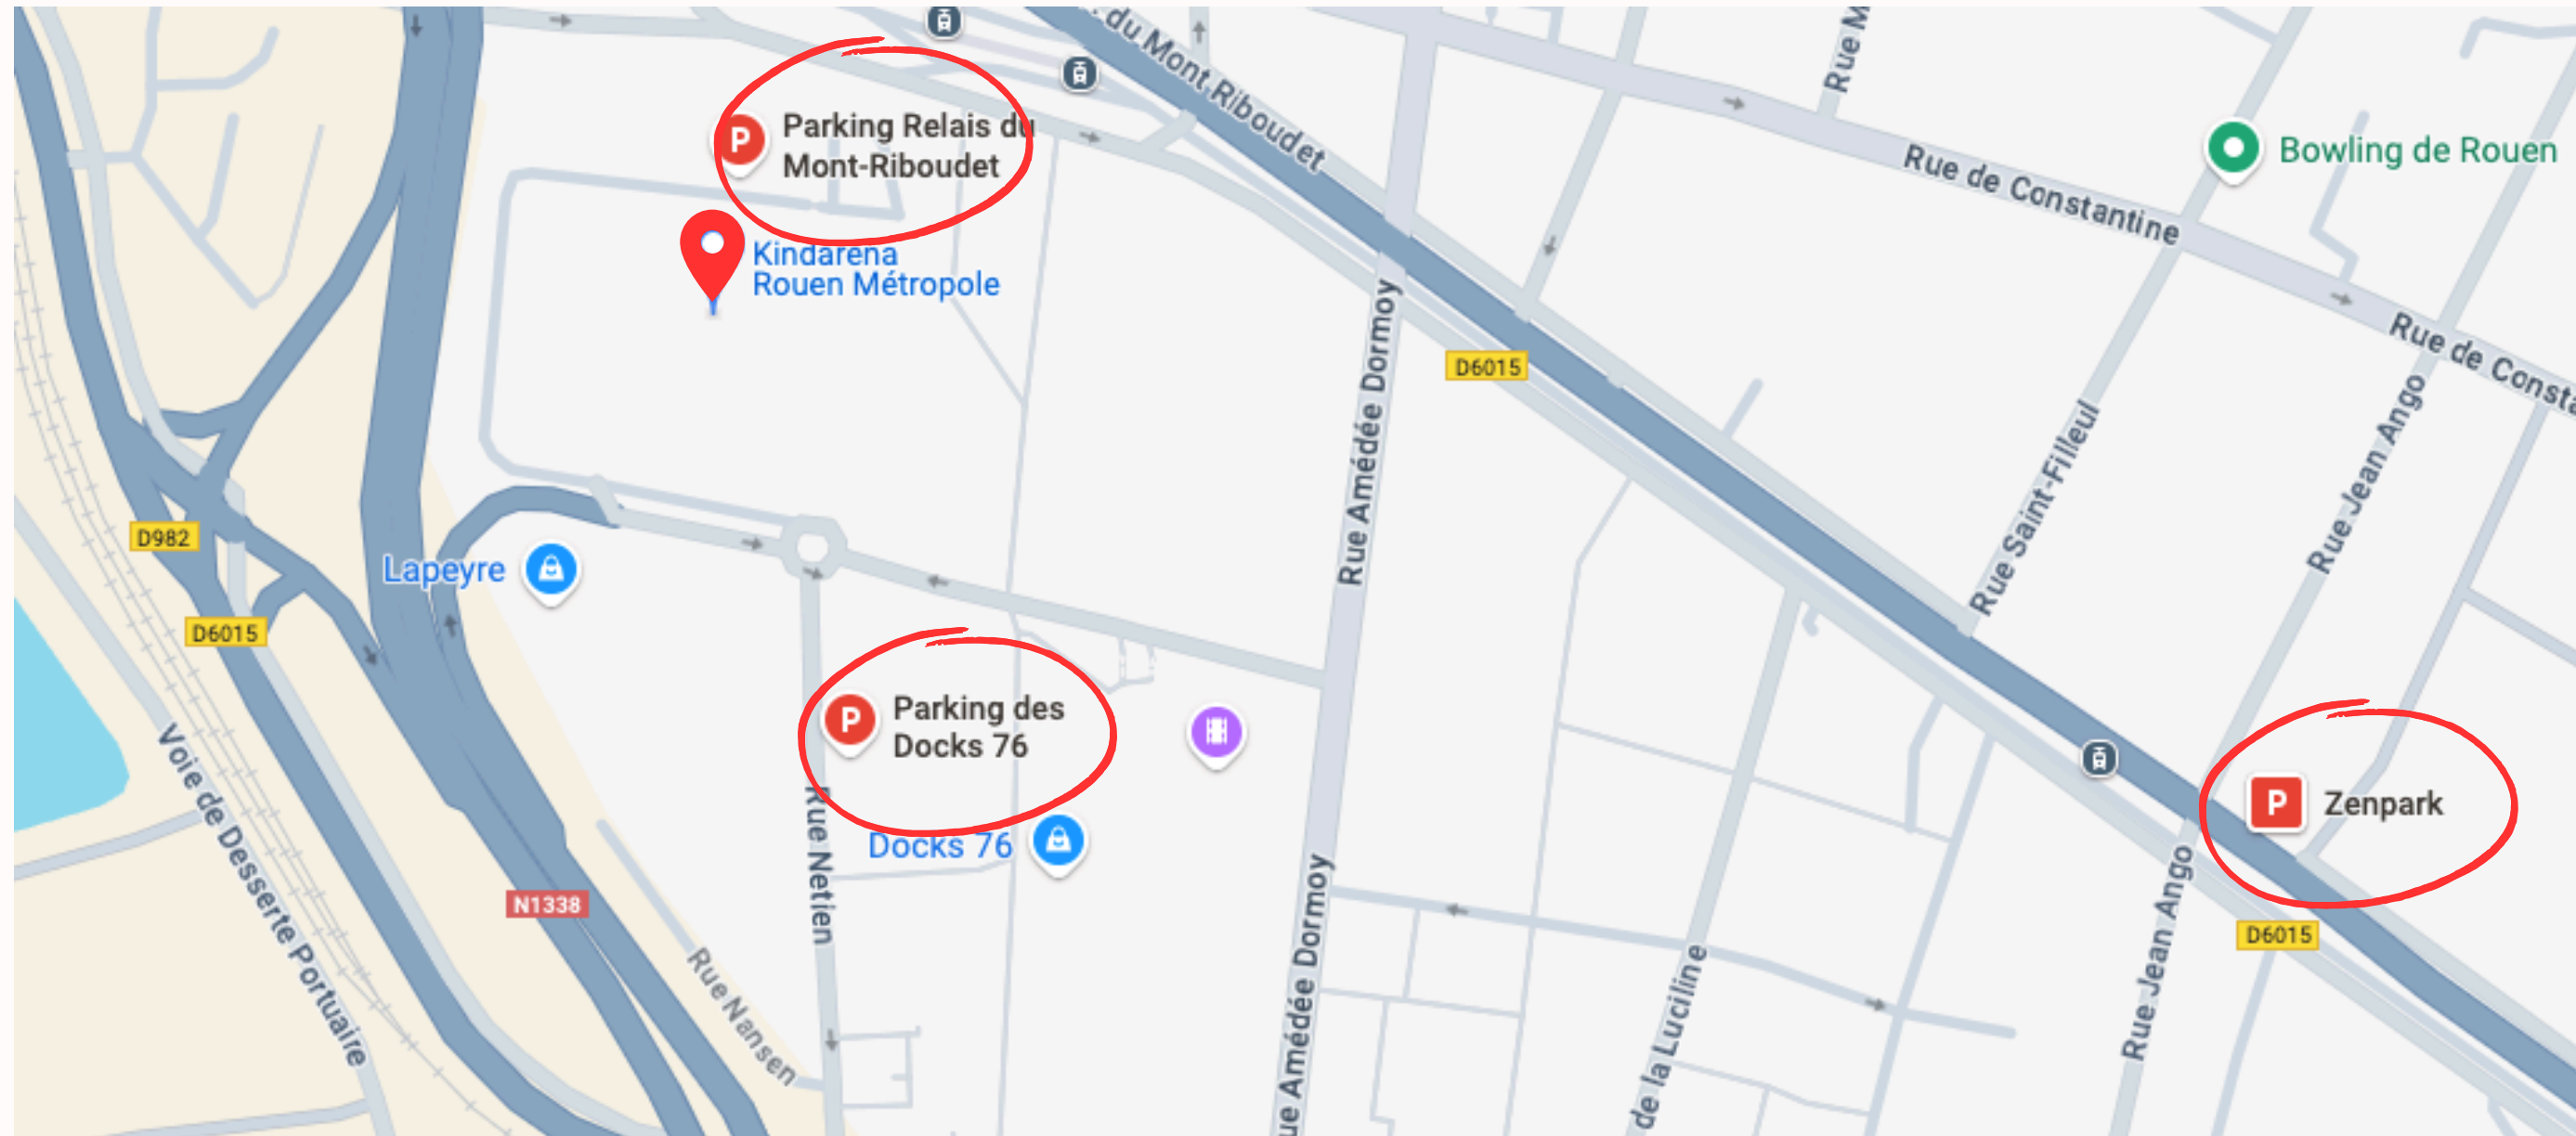 . du Mont Riboudet
Rue M
Parking Relais du
Mont-Riboudet
P
Bowling de Rouen
Rue de Constantine
Kindarena
Rouen Métropole
Rue de Consta
D6015
Rue Amédée Dormoy
Rue Saint-Filleul
Rue Jean Ango
D982
Lapeyre
D6015
Parking des
Docks 76
P
Voie de Desserte Portuaire
Rue Netien
Docks 76
P
Zenpark
N1338
Rue Nansen
ue Amédée Dormoy
de la Luciline
Rue Jean Ango
D6015